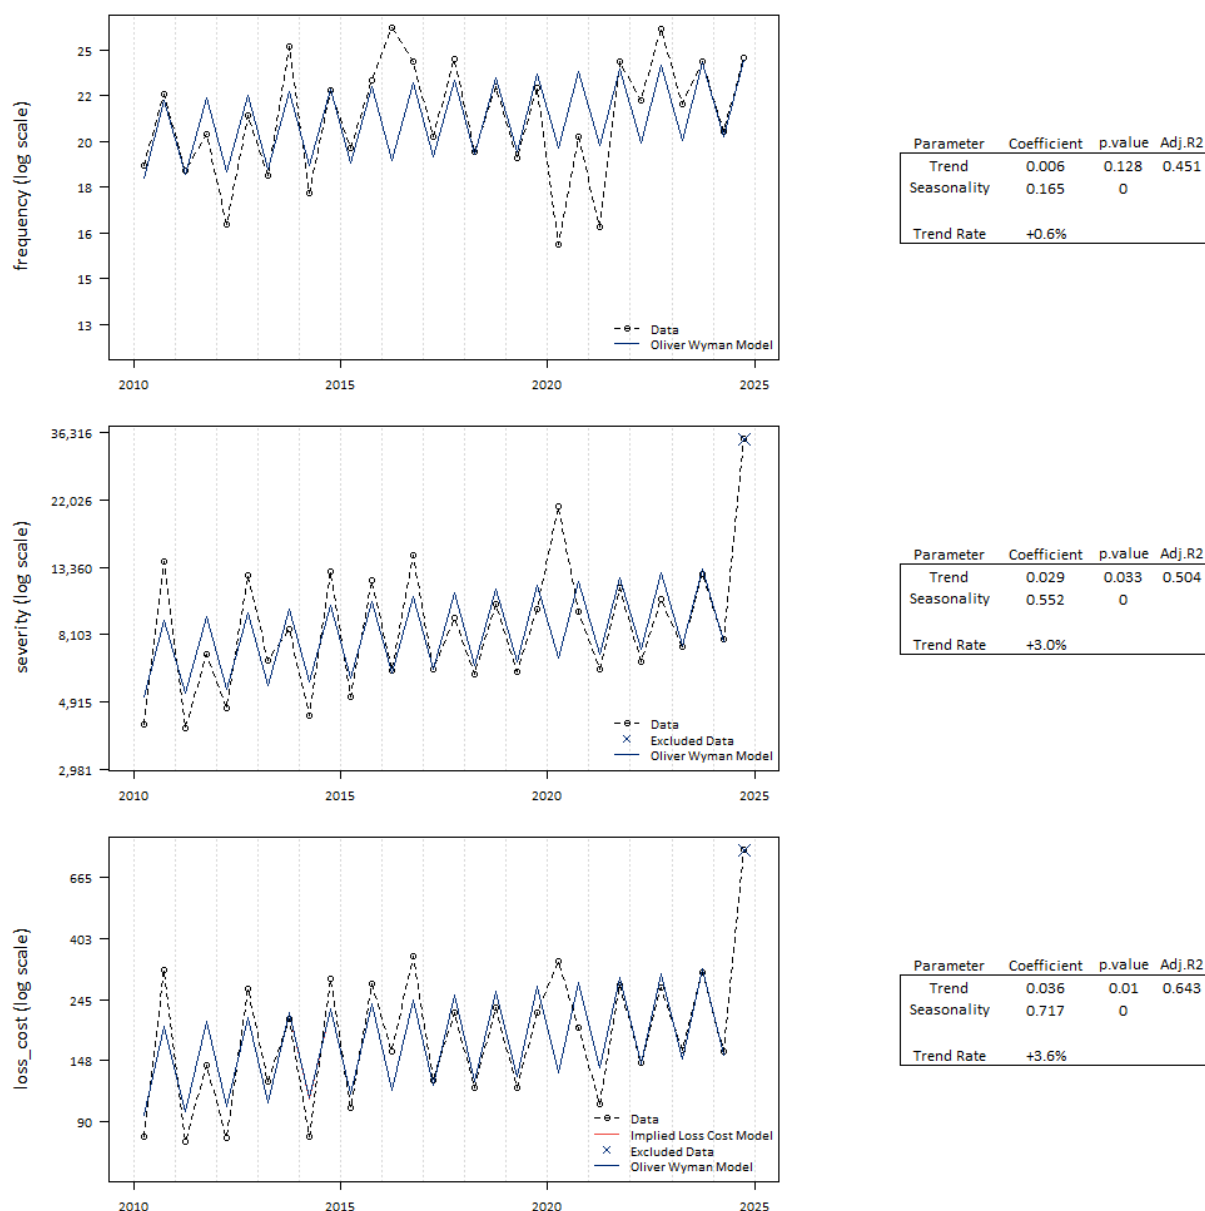 frequency (log scale)
25
22
20
18
16
15
13
Data
Oliver Wyman Model
2010 2015 2020 2025
Parameter Coefficient p.value Adj.R2
Trend 0.006 0.128 0.451
Seasonality 0.165 0
Trend Rate +0.6%
severity (log scale)
36,316
22,026
13,360
8,103
4,915
2,981
Data
Excluded Data
Oliver Wyman Model
2010 2015 2020 2025
Parameter Coefficient p.value Adj.R2
Trend 0.029 0.033 0.504
Seasonality 0.552 0
Trend Rate +3.0%
loss_cost (log scale)
665
403
245
148
90
Data
Implied Loss Cost Model
Excluded Data
Oliver Wyman Model
2010 2015 2020 2025
Parameter Coefficient p.value Adj.R2
Trend 0.036 0.01 0.643
Seasonality 0.717 0
Trend Rate +3.6%